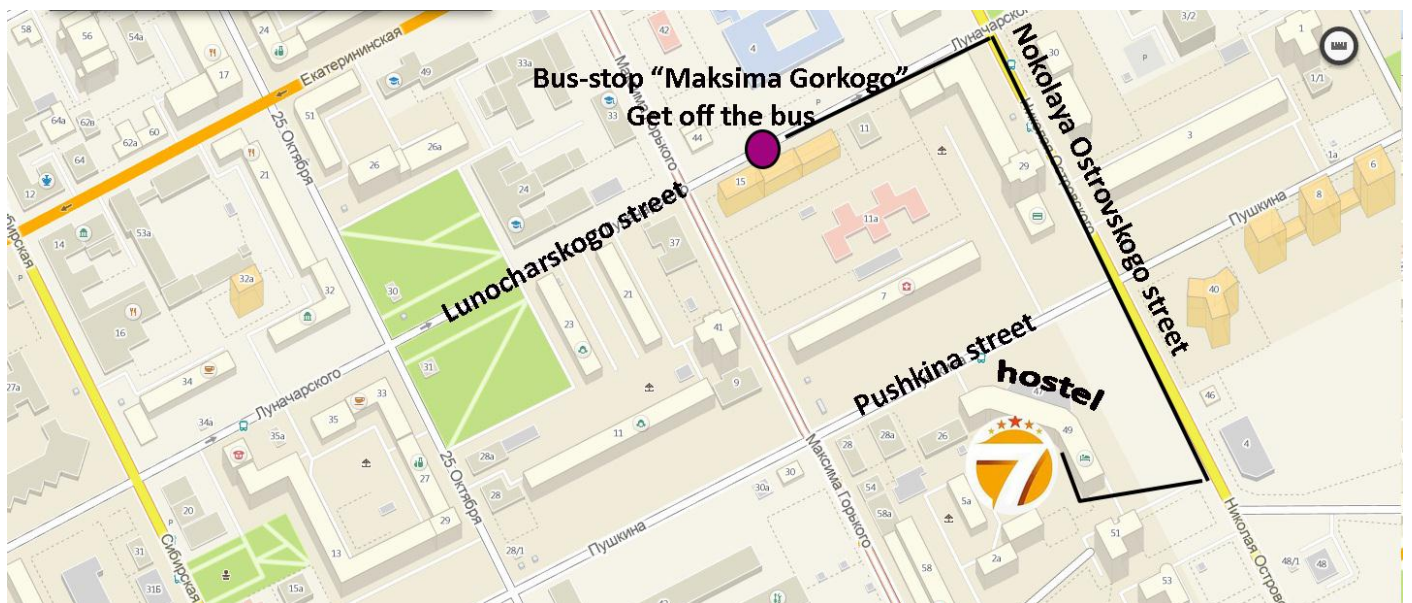 58
56
54а
24
17
Екатерининская
49
33а
42
4
Луначарского
30
3/2
Р
1
1/1
Bus-stop “Maksima Gorkogo”
Get off the bus
Nokolaya Ostrovskogo street
Николая Островского
Максима Горького
25 Октября
51
64а
62в
62а
60
64
12
21
26
26а
33
44
Р
11
3
1а
6
8
29
15
24
Lunocharskogo street
11а
Пушкина
14
53а
32а
32
30
37
21
7
40
16
23
41
31
9
Pushkina street
hostel
47
46
34
Луначарского
33
35
34а
35а
27а
11
28
28а
26
49
7
4
27
28а
28
25 Октября
30
30а
Максима Горького
54
58а
5а
51
2а
58
53
Николая Островского
20
29
13
28/1
Пушкина
Р
Сибирская
31
31Б
15а
48/1
48